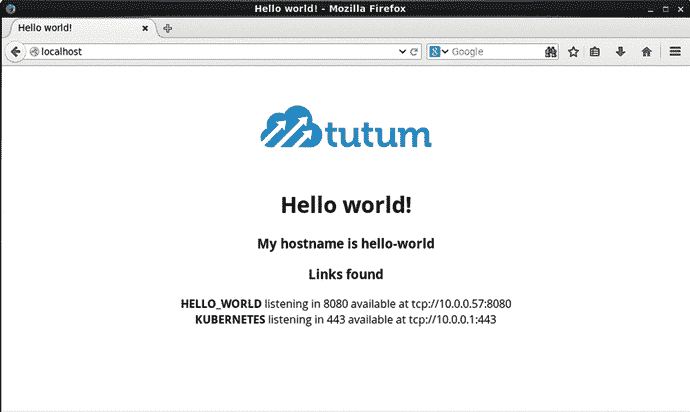 Hello world! - Mozilla Firefox
Hello world!
localhost
Google
tutum
Hello world!
My hostname is hello-world
Links found
HELLO_WORLD listening in 8080 available at tcp://10.0.0.57:8080
KUBERNETES listening in 443 available at tcp://10.0.0.1:443